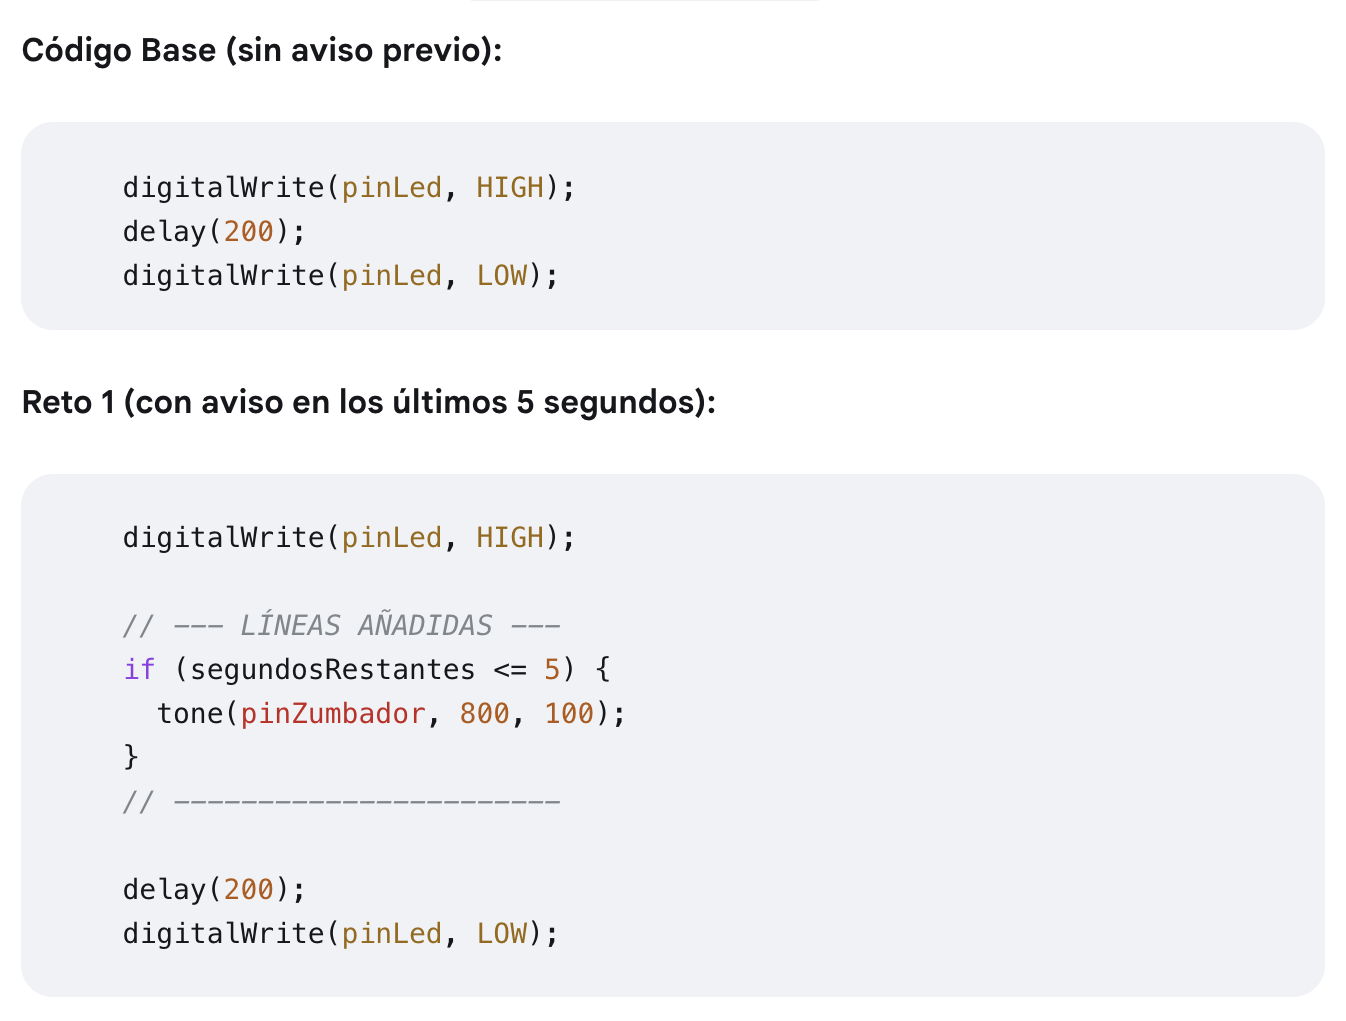 Código Base (sin aviso previo):
digitalWrite(pinLed, HIGH);
delay(200);
digitalWrite(pinLed, LOW);
Reto 1 (con aviso en los últimos 5 segundos):
digitalWrite(pinLed, HIGH);
// --- LÍNEAS AÑADIDAS ---
if (segundosRestantes <= 5) {
  tone(pinZumbador, 800, 100);
}
// -----------------------
delay(200);
digitalWrite(pinLed, LOW);